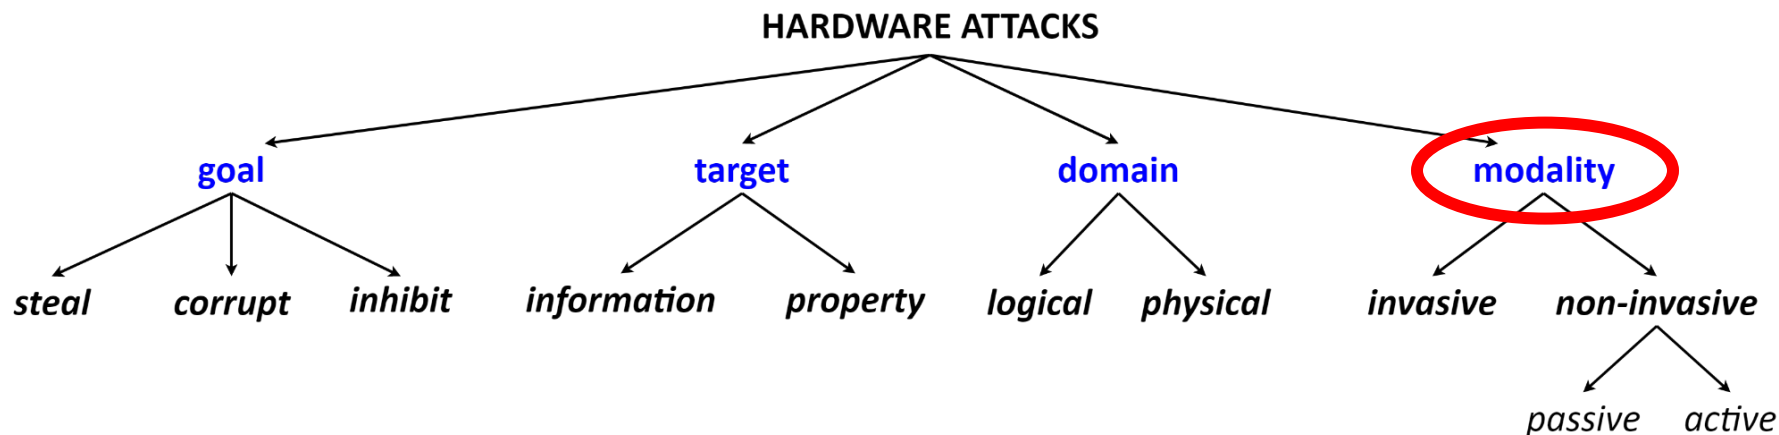 HARDWARE ATTACKS
goal target domain modality
steal corrupt inhibit information property logical physical invasive non-invasive
passive active